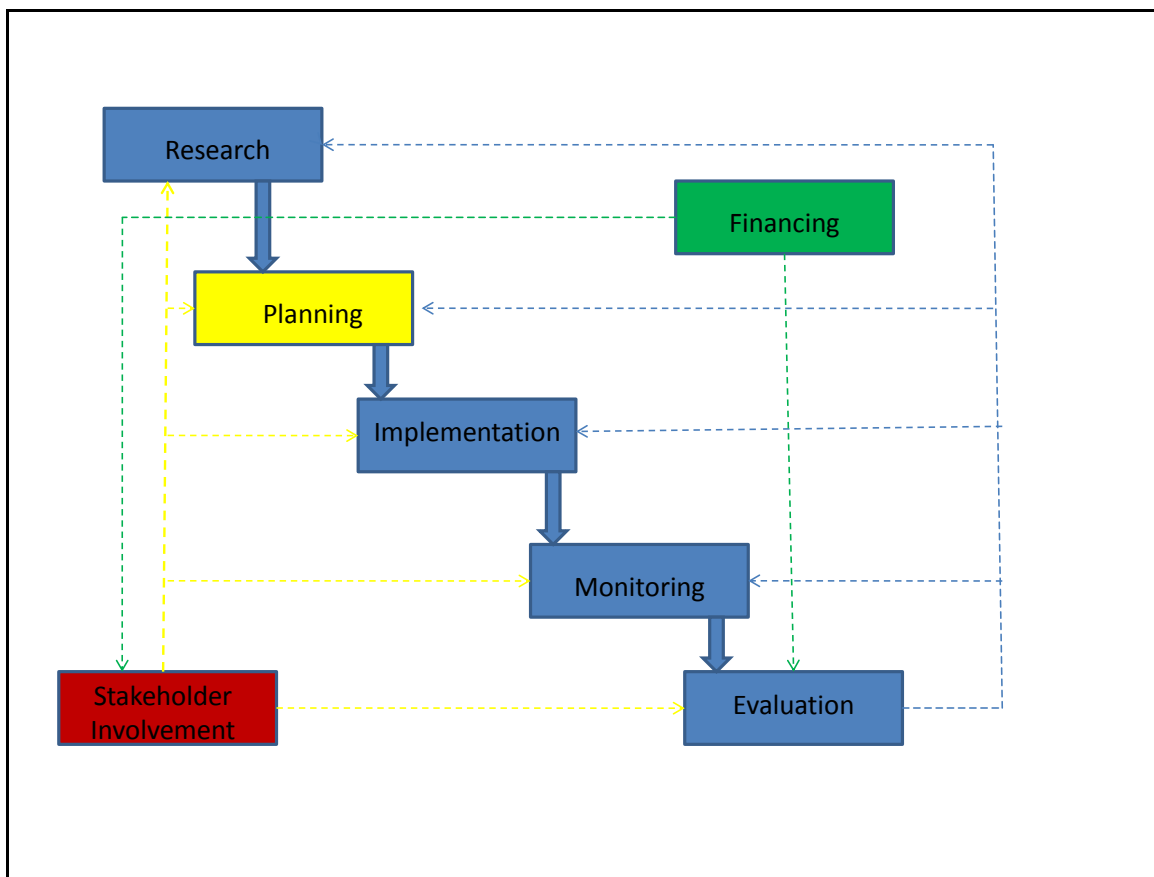 Research
Financing
Planning
Implementation
Monitoring
Stakeholder
Involvement
Evaluation